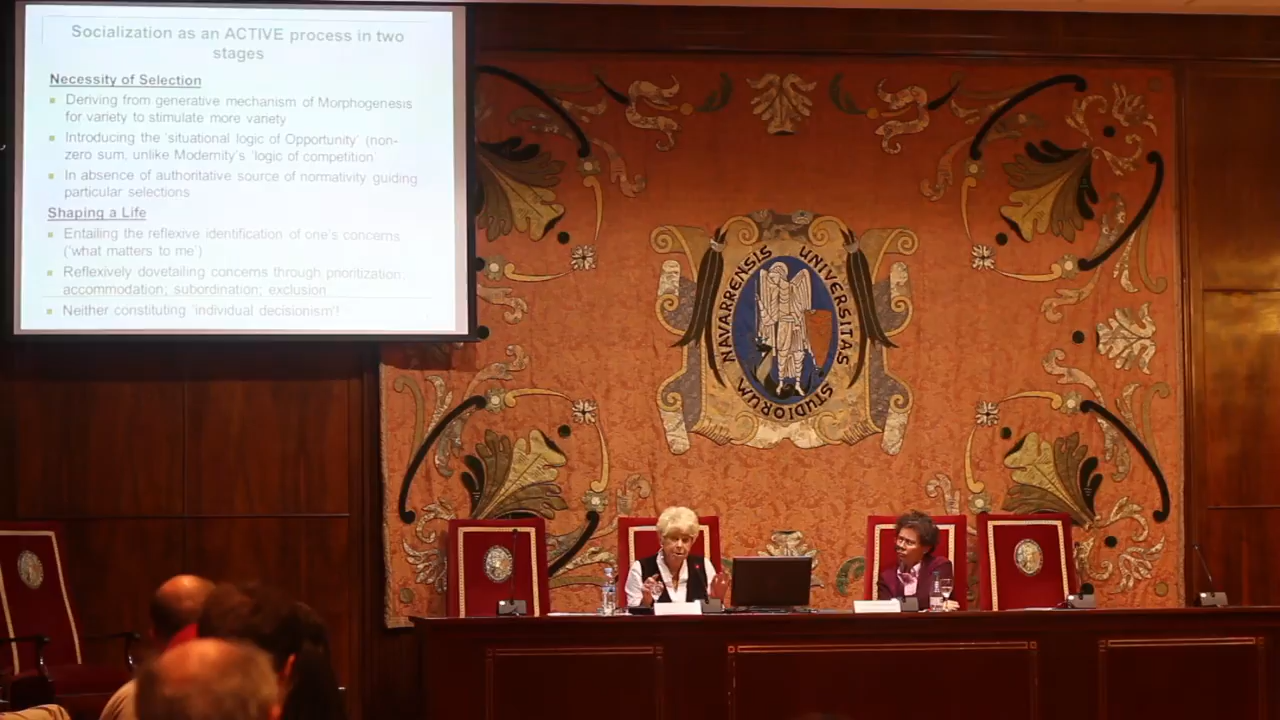 Socialization as an ACTIVE process in two
stages
Necessity of Selection
Deriving from generative mechanism of Morphogenesis
for variety to stimulate more variety
Introducing the 'situational logic of Opportunity' (non-
zero sum, unlike Modernity's 'logic of competition'
In absence of authoritative source of normativity guiding
particular selections
Shaping a Life
Entailing the reflexive identification of one's concerns
('what matters to me')
Reflexively dovetailing concerns through prioritization;
accommodation; subordination; exclusion
Neither constituting 'individual decisionism'!
UNIVERSITAS
STUDIORUM
NAVARRENSIS